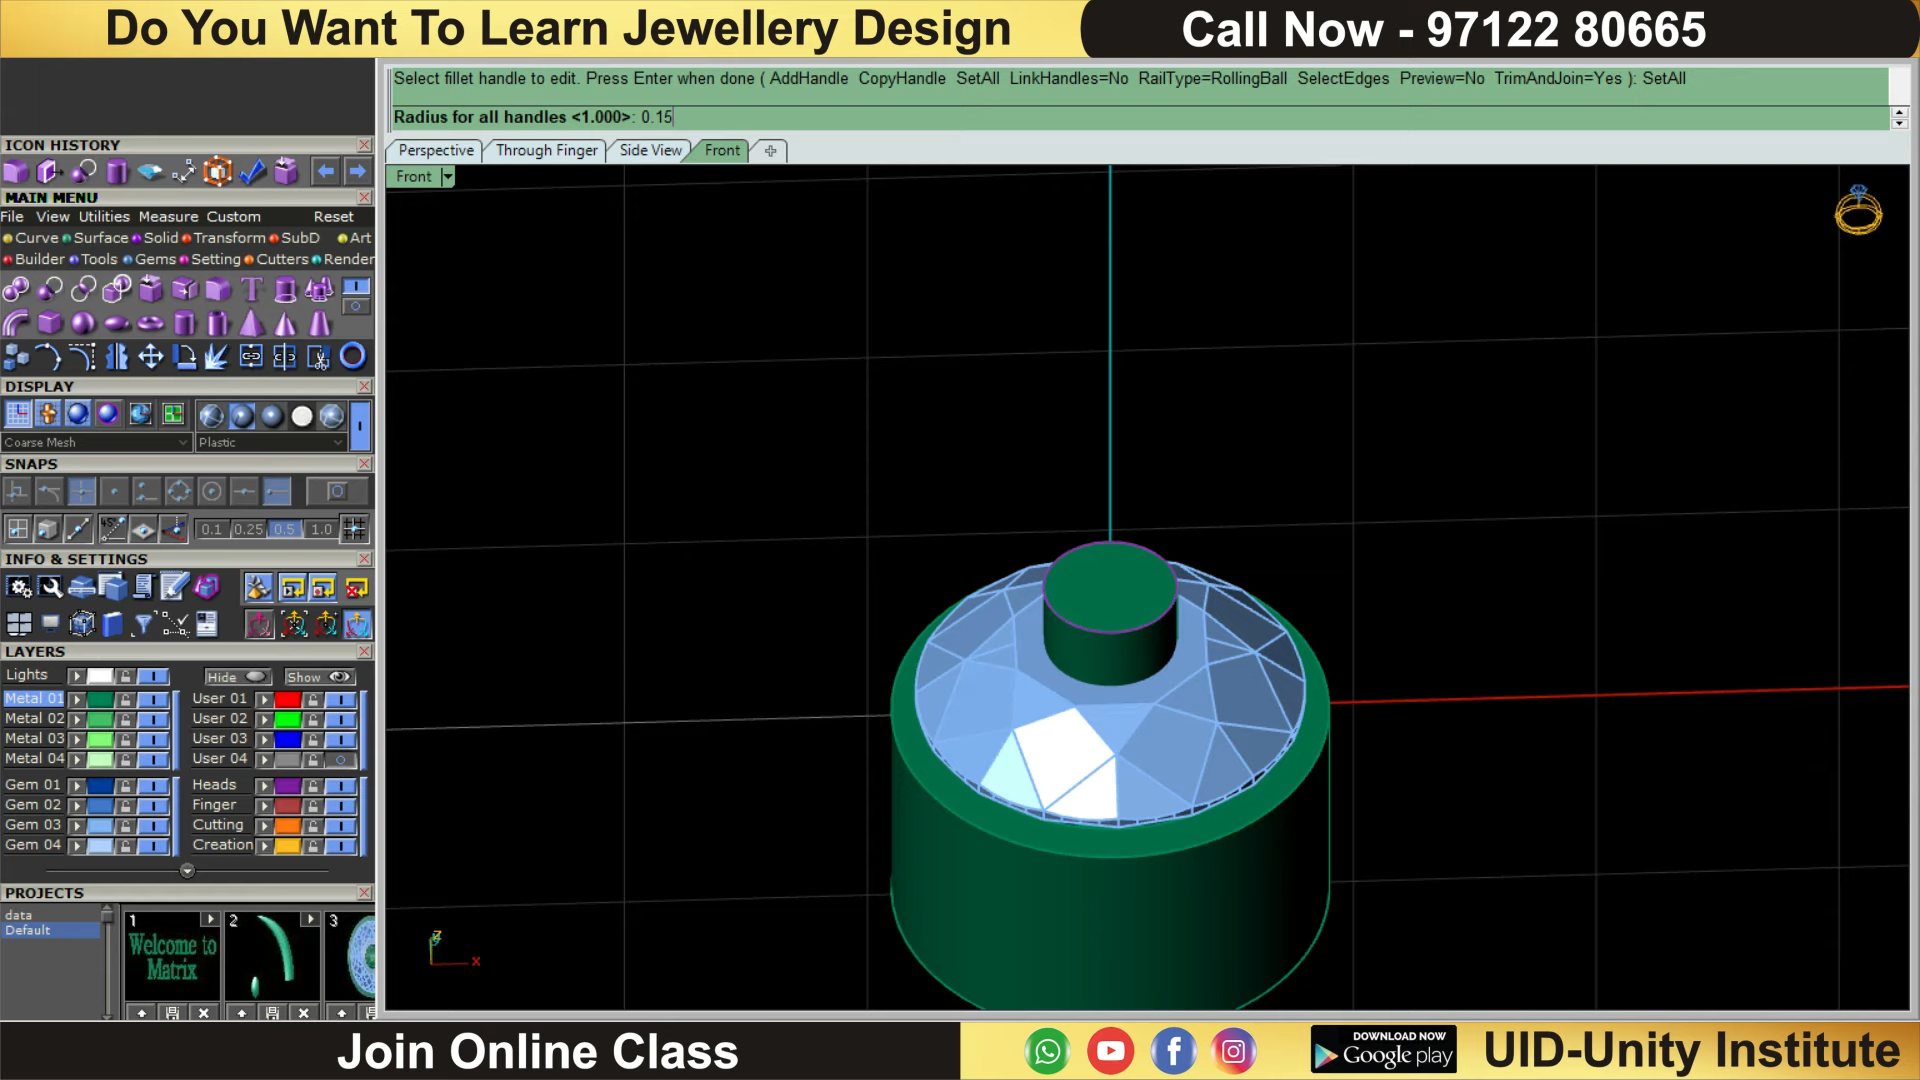 Do You Want To Learn Jewellery Design
Call Now - 97122 80665
Select fillet handle to edit. Press Enter when done ( AddHandle CopyHandle SetAll LinkHandles=No RailType=RollingBall SelectEdges Preview=No TrimAndJoin=Yes ): SetAll
Radius for all handles <1.000>: 0.15
Perspective Through Finger Side View Front
Front
ICON HISTORY
MAIN MENU
File View Utilities Measure Custom Reset
Curve Surface Solid Transform SubD Art
Builder Tools Gems Setting Cutters Render
DISPLAY
Coarse Mesh Plastic
SNAPS
45°
0.1 0.25 0.5 1.0
INFO & SETTINGS
LAYERS
Lights Hide Show
Metal 01 User 01
Metal 02 User 02
Metal 03 User 03
Metal 04 User 04
Gem 01 Heads
Gem 02 Finger
Gem 03 Cutting
Gem 04 Creation
PROJECTS
data
Default
1 2 3
Welcome to
Matrix
z
x
Join Online Class
DOWNLOAD NOW
Google play
UID-Unity Institute